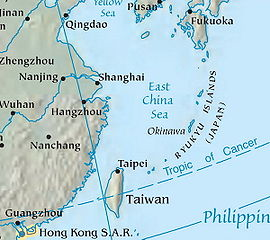 Yellow
Sea
Jinan
Qingdao
Pusan
Fukuoka
Zhengzhou
Nanjing
Shanghai
East
China
Sea
Wuhan
Hangzhou
Okinawa
RYUKYU ISLANDS
(JAPAN)
Nanchang
Taipei
Tropic of Cancer
Taiwan
Guangzhou
Philippin
Hong Kong S.A.R.